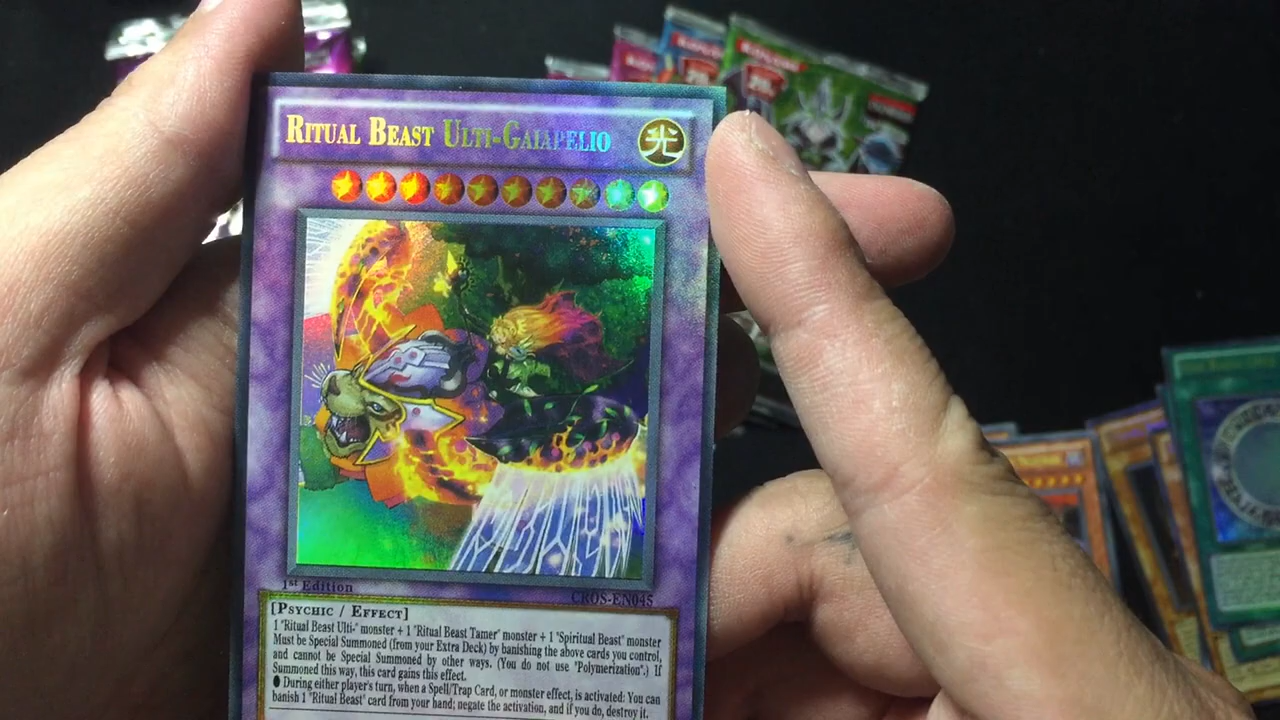 RITUAL BEAST ULTI-GAIAPELIO
光
1st Edition
CROS-EN045
[PSYCHIC / EFFECT]
1 "Ritual Beast Ulti-" monster + 1 "Ritual Beast Tamer" monster + 1 "Spiritual Beast" monster
Must be Special Summoned (from your Extra Deck) by banishing the above cards you control,
and cannot be Special Summoned by other ways. (You do not use "Polymerization".) If
Summoned this way, this card gains this effect.
● During either player's turn, when a Spell/Trap Card, or monster effect, is activated: You can
banish 1 "Ritual Beast" card from your hand; negate the activation, and if you do, destroy it.